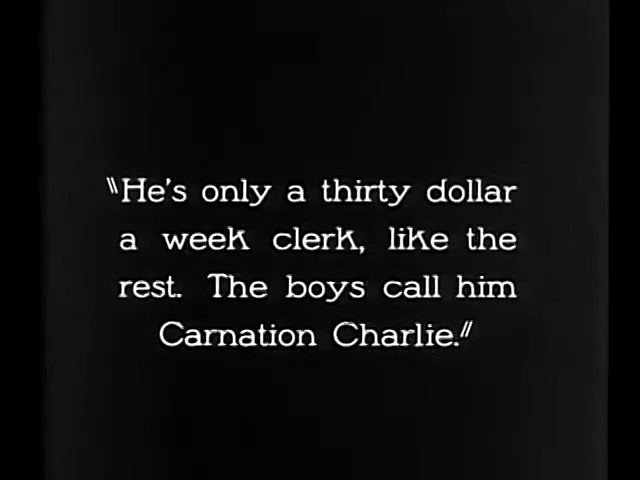 "He's only a thirty dollar
a week clerk, like the
rest. The boys call him
Carnation Charlie."